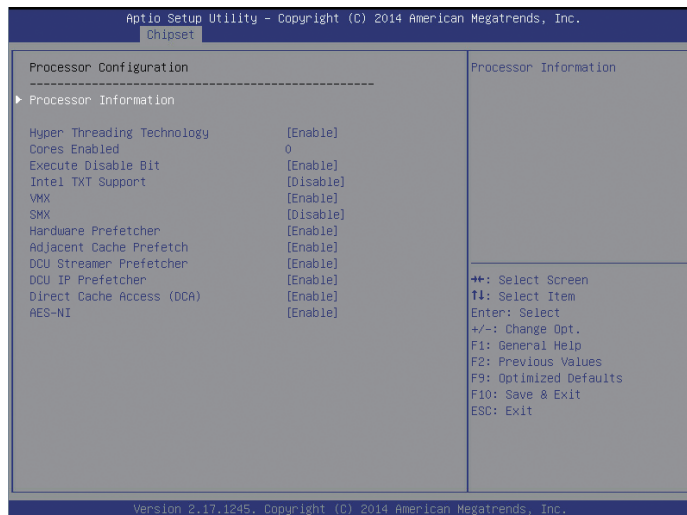 Aptio Setup Utility – Copyright (C) 2014 American Megatrends, Inc.
Chipset
Processor Configuration
--------------------------------------------------
Processor Information
Hyper Threading Technology [Enable]
Cores Enabled 0
Execute Disable Bit [Enable]
Intel TXT Support [Disable]
VMX [Enable]
SMX [Disable]
Hardware Prefetcher [Enable]
Adjacent Cache Prefetch [Enable]
DCU Streamer Prefetcher [Enable]
DCU IP Prefetcher [Enable]
Direct Cache Access (DCA) [Enable]
AES-NI [Enable]
Processor Information
→←: Select Screen
↑↓: Select Item
Enter: Select
+/-: Change Opt.
F1: General Help
F2: Previous Values
F9: Optimized Defaults
F10: Save & Exit
ESC: Exit
Version 2.17.1245. Copyright (C) 2014 American Megatrends, Inc.